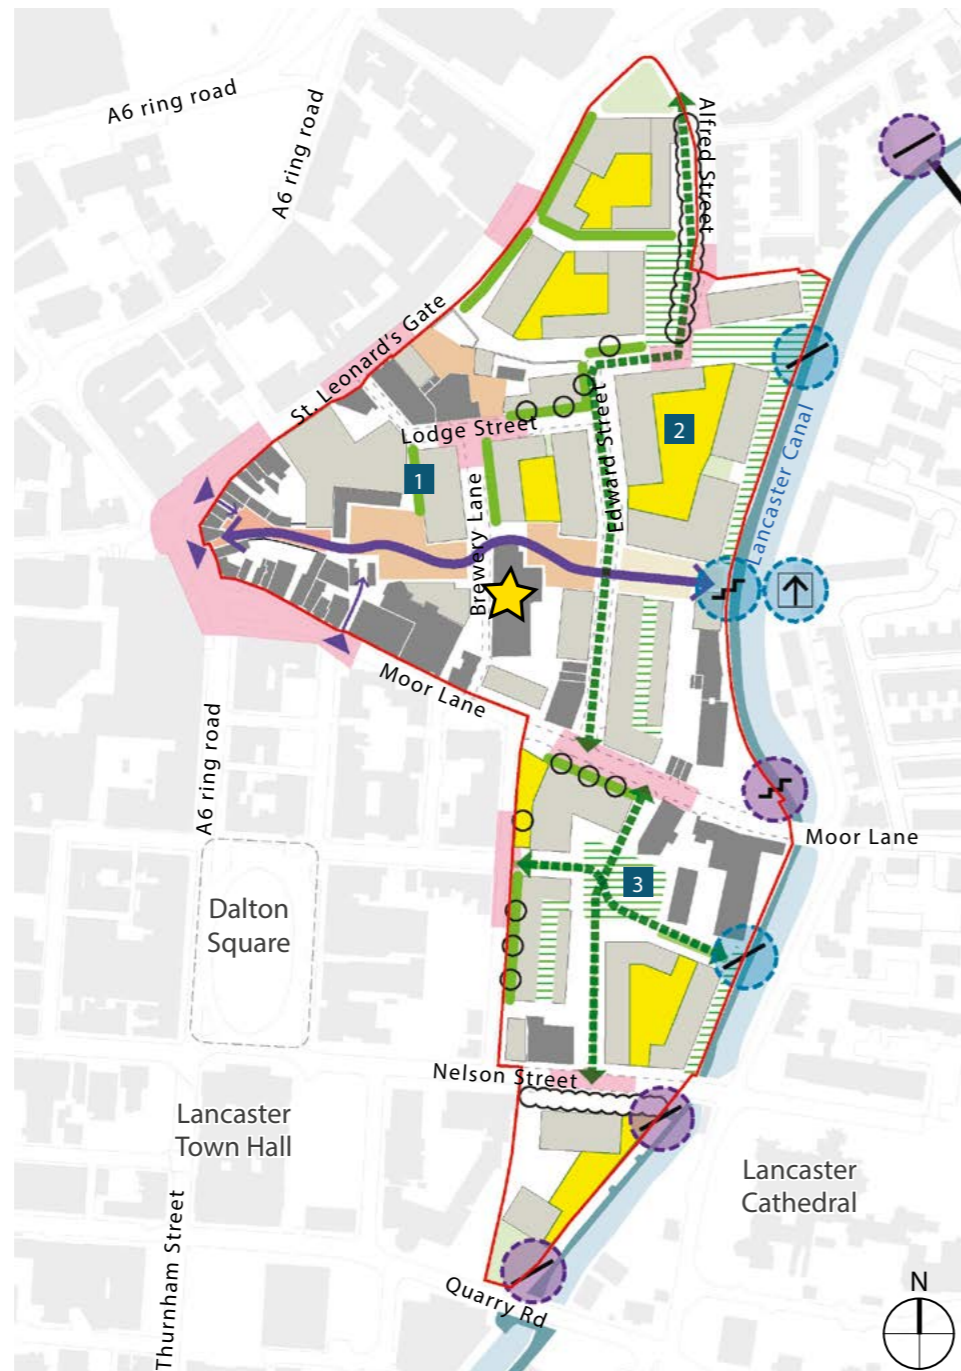 A6 ring road
A6 ring road
Alfred Street
St. Leonard's Gate
Lodge Street
2
1
Edward Street
Lancaster Canal
Brewery Lane
Moor Lane
A6 ring road
Moor Lane
3
Dalton
Square
Nelson Street
Lancaster
Town Hall
Lancaster
Cathedral
Thurnham Street
Quarry Rd
N